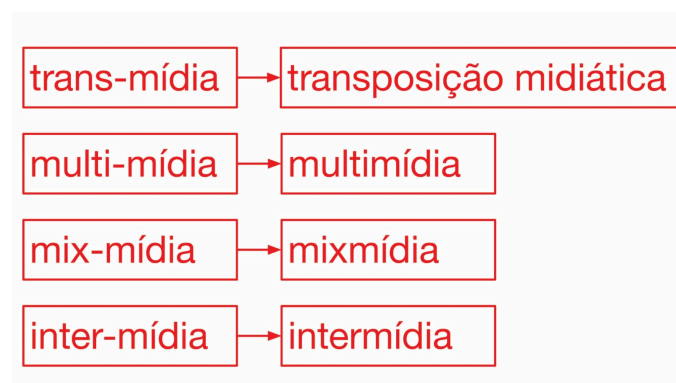 trans-mídia transposição midiática
multi-mídia multimídia
mix-mídia mixmídia
inter-mídia intermídia